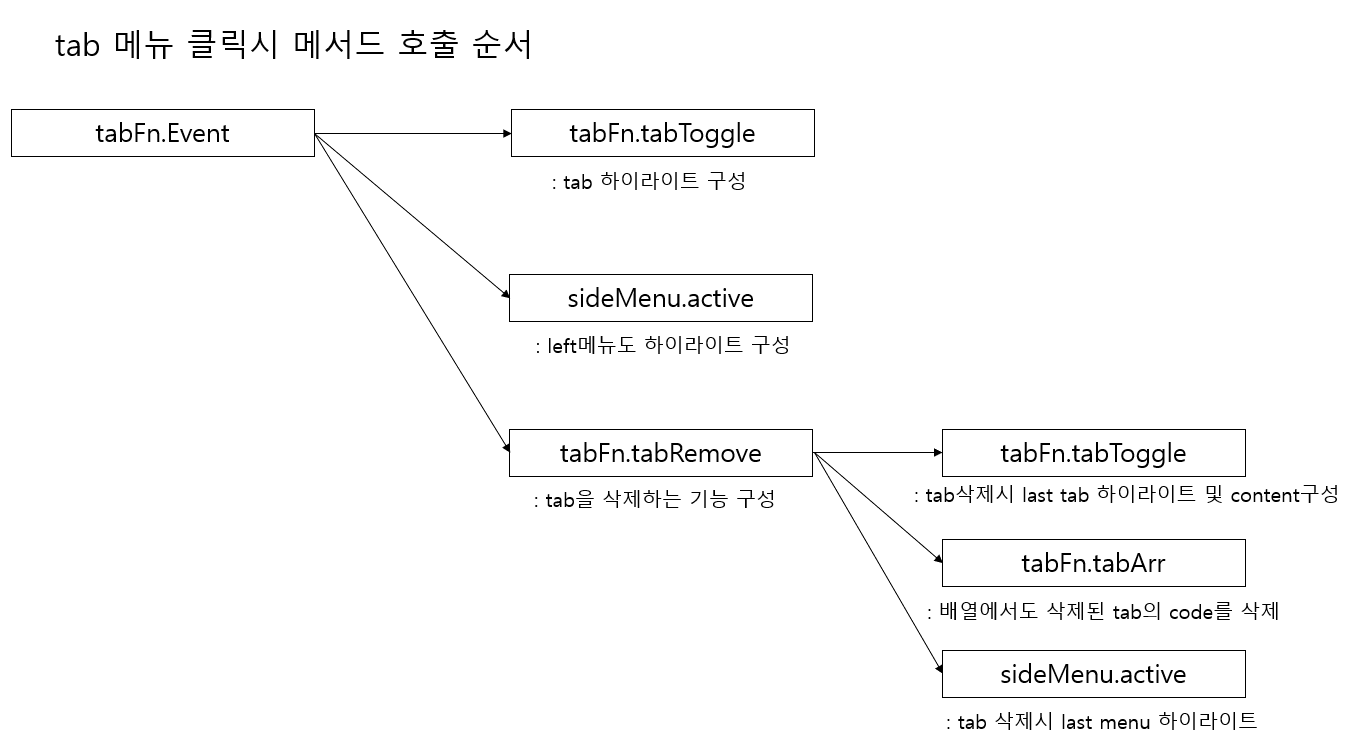 tab 메뉴 클릭시 메서드 호출 순서
tabFn.Event
tabFn.tabToggle
: tab 하이라이트 구성
sideMenu.active
: left메뉴도 하이라이트 구성
tabFn.tabRemove
: tab을 삭제하는 기능 구성
tabFn.tabToggle
: tab삭제시 last tab 하이라이트 및 content구성
tabFn.tabArr
: 배열에서도 삭제된 tab의 code를 삭제
sideMenu.active
: tab 삭제시 last menu 하이라이트